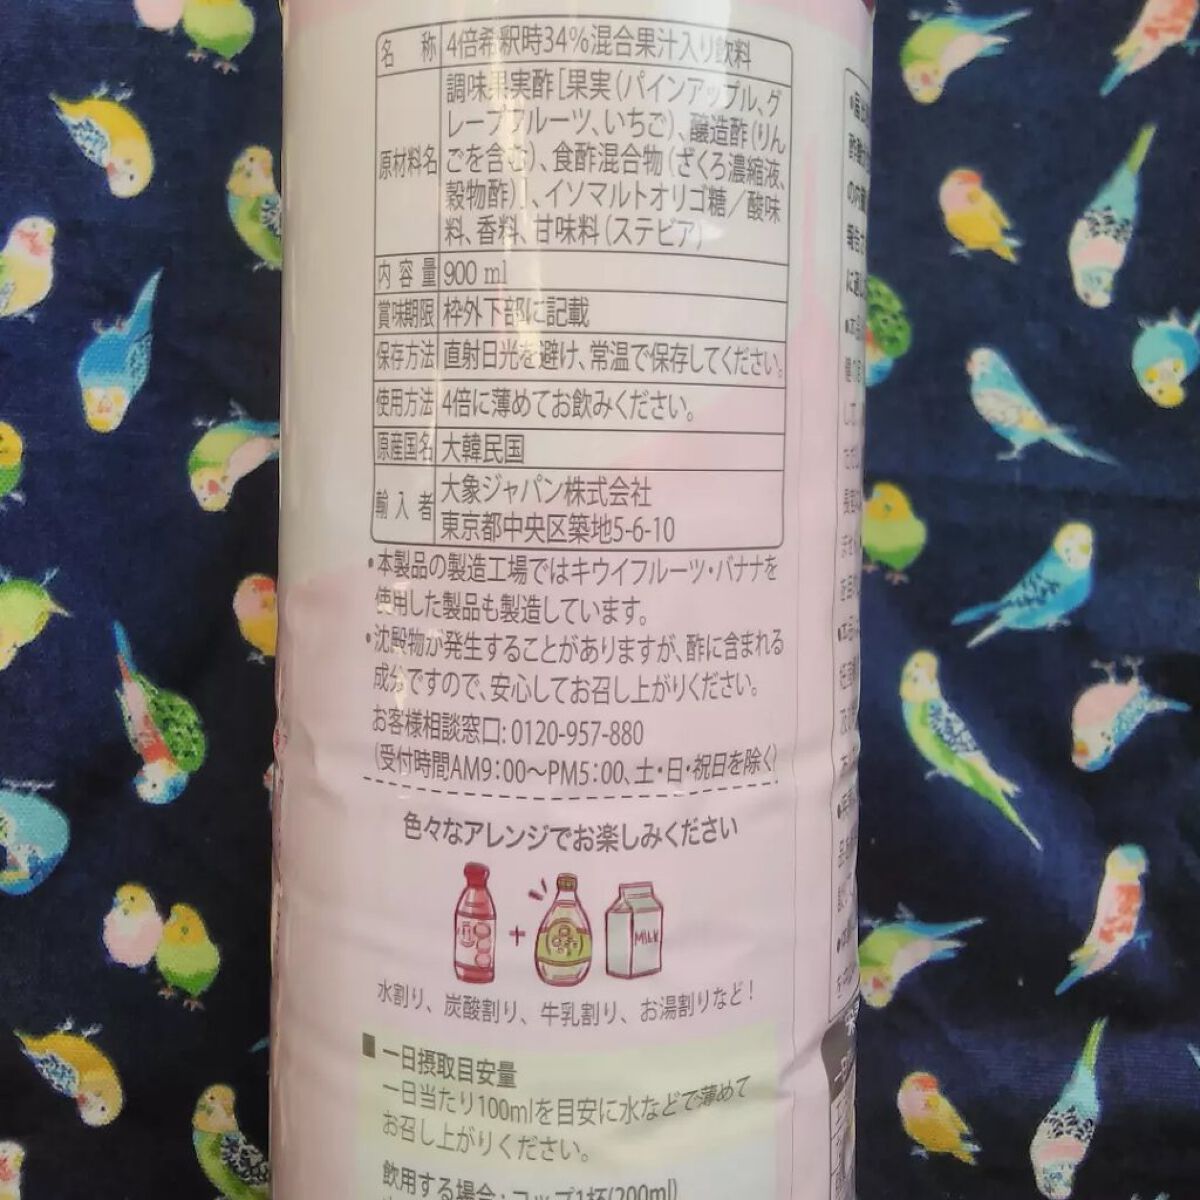 名 称 4倍希釈時34%混合果汁入り飲料
原材料名 調味果実酢[果実(パインアップル、グ
レープフルーツ、いちご)、醸造酢(りん
ごを含む)、食酢混合物(ざくろ濃縮液、
穀物酢)]、イソマルトオリゴ糖/酸味
料、香料、甘味料(ステビア)
内容量 900 ml
賞味期限 枠外下部に記載
保存方法 直射日光を避け、常温で保存してください。
使用方法 4倍に薄めてお飲みください。
原産国名 大韓民国
輸入者 大象ジャパン株式会社
東京都中央区築地5-6-10
•本製品の製造工場ではキウイフルーツ・バナナを
使用した製品も製造しています。
•沈殿物が発生することがありますが、酢に含まれる
成分ですので、安心してお召し上がりください。
お客様相談窓口: 0120-957-880
(受付時間AM9:00〜PM5:00、土・日・祝日を除く)
色々なアレンジでお楽しみください
+
MILK
水割り、炭酸割り、牛乳割り、お湯割りなど!
■一日摂取目安量
一日当たり100mlを目安に水などで薄めて
お召し上がりください。
飲用する場合:コップ1杯(200ml)